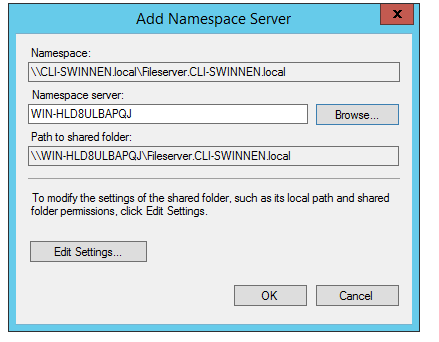 Add Namespace Server
x
Namespace:
\\CLI-SWINNEN.local\Fileserver.CLI-SWINNEN.local
Namespace server:
WIN-HLD8ULBAPQJ
Browse...
Path to shared folder:
\\WIN-HLD8ULBAPQJ\Fileserver.CLI-SWINNEN.local
To modify the settings of the shared folder, such as its local path and shared
folder permissions, click Edit Settings.
Edit Settings...
OK
Cancel